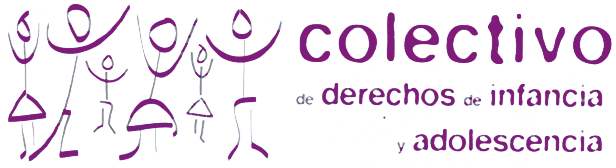 colectivo
de derechos de infancia
y adolescencia